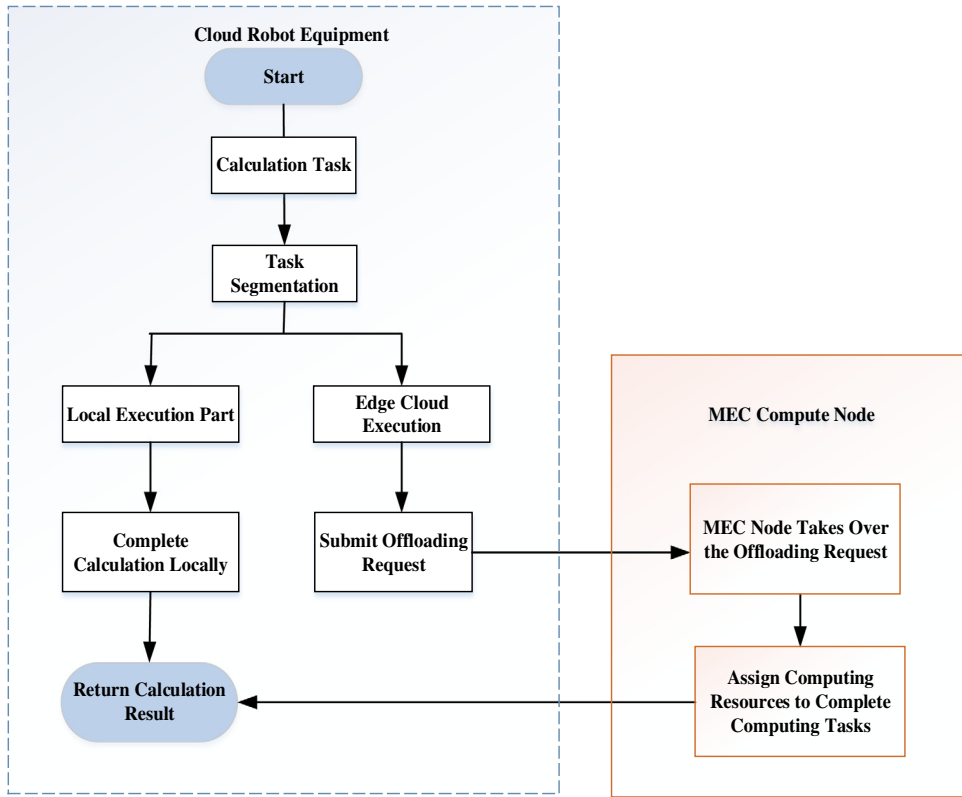 Cloud Robot Equipment
Start
Calculation Task
Task
Segmentation
Local Execution Part
Edge Cloud
Execution
Complete
Calculation Locally
Submit Offloading
Request
Return Calculation
Result
MEC Compute Node
MEC Node Takes Over
the Offloading Request
Assign Computing
Resources to Complete
Computing Tasks